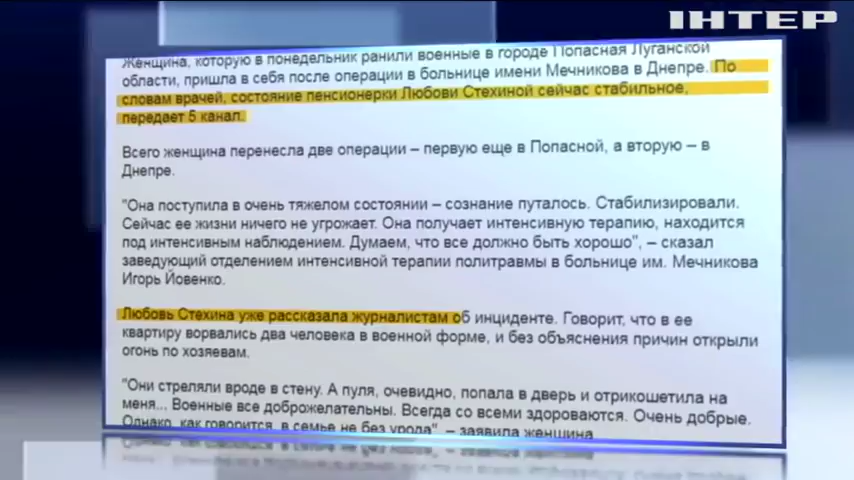 ІНТЕР
Женщина, которую в понедельник ранили военные в городе Попасная Луганской
области, пришла в себя после операции в больнице имени Мечникова в Днепре. По
словам врачей, состояние пенсионерки Любови Стехиной сейчас стабильное,
передает 5 канал.
Всего женщина перенесла две операции – первую еще в Попасной, а вторую – в
Днепре.
"Она поступила в очень тяжелом состоянии – сознание путалось. Стабилизировали.
Сейчас ее жизни ничего не угрожает. Она получает интенсивную терапию, находится
под интенсивным наблюдением. Думаем, что все должно быть хорошо", – сказал
заведующий отделением интенсивной терапии политравмы в больнице им. Мечникова
Игорь Йовенко.
Любовь Стехина уже рассказала журналистам об инциденте. Говорит, что в ее
квартиру ворвались два человека в военной форме, и без объяснения причин открыли
огонь по хозяевам.
"Они стреляли вроде в стену. А пуля, очевидно, попала в дверь и отрикошетила на
меня... Военные все доброжелательны. Всегда со всеми здороваются. Очень добрые.
Однако, как говорится, в семье не без урода", – заявила женщина